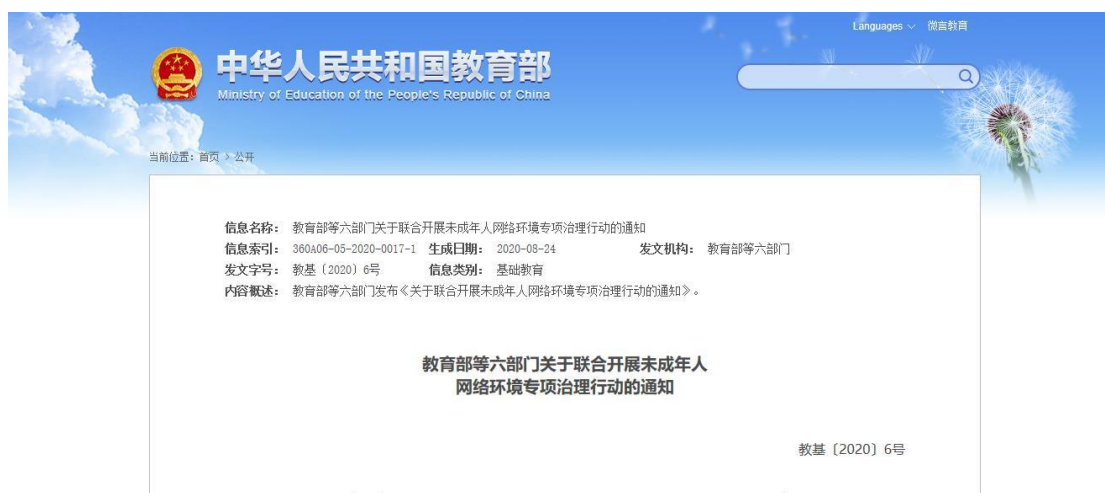 Languages 微言教育
中华人民共和国教育部
Ministry of Education of the People's Republic of China
当前位置：首页 > 公开
信息名称： 教育部等六部门关于联合开展未成年人网络环境专项治理行动的通知
信息索引： 360A06-05-2020-0017-1 生成日期： 2020-08-24 发文机构： 教育部等六部门
发文字号： 教基〔2020〕6号 信息类别： 基础教育
内容概述： 教育部等六部门发布《关于联合开展未成年人网络环境专项治理行动的通知》。
教育部等六部门关于联合开展未成年人
网络环境专项治理行动的通知
教基〔2020〕6号